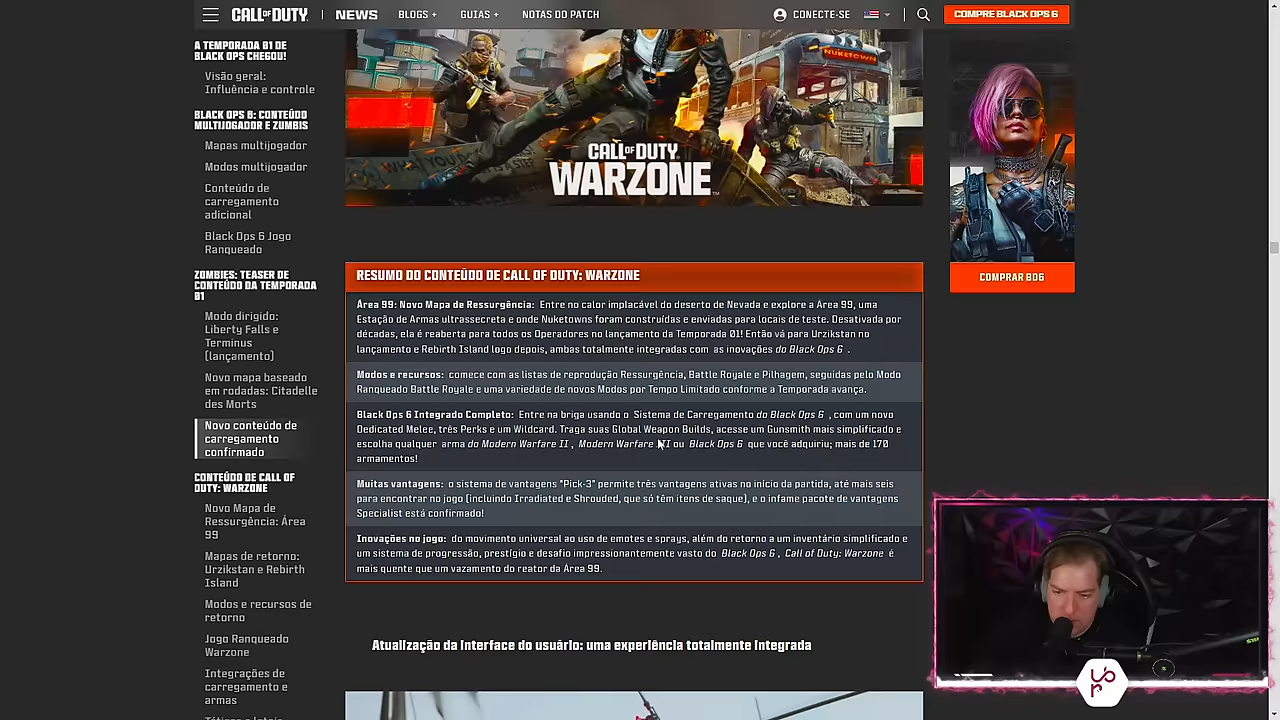 CALL OF DUTY
NEWS
BLOGS +
GUIAS +
NOTAS DO PATCH
CONECTE-SE
COMPRE BLACK OPS 6
A TEMPORADA 01 DE
BLACK OPS CHEGOU!
Visão geral:
Influência e controle
BLACK OPS 6: CONTEÚDO
MULTIJOGADOR E ZUMBIS
Mapas multijogador
Modos multijogador
Conteúdo de
carregamento
adicional
Black Ops 6 Jogo
Ranqueado
ZOMBIES: TEASER DE
CONTEÚDO DA TEMPORADA
01
Modo dirigido:
Liberty Falls e
Terminus
(lançamento)
Novo mapa baseado
em rodadas: Citadelle
des Morts
Novo conteúdo de
carregamento
confirmado
CONTEÚDO DE CALL OF
DUTY: WARZONE
Novo Mapa de
Ressurgência: Área
99
Mapas de retorno:
Urzikstan e Rebirth
Island
Modos e recursos de
retorno
Jogo Ranqueado
Warzone
Integrações de
carregamento e
armas
NUKETOWN
CALL OF DUTY
WARZONE
RESUMO DO CONTEÚDO DE CALL OF DUTY: WARZONE
Área 99: Novo Mapa de Ressurgência: Entre no calor implacável do deserto de Nevada e explore a Área 99, uma
Estação de Armas ultrassecreta e onde Nuketowns foram construídas e enviadas para locais de teste. Desativada por
décadas, ela é reaberta para todos os Operadores no lançamento da Temporada 01! Então vá para Urzikstan no
lançamento e Rebirth Island logo depois, ambas totalmente integradas com as inovações do Black Ops 6 .
Modos e recursos: comece com as listas de reprodução Ressurgência, Battle Royale e Pilhagem, seguidas pelo Modo
Ranqueado Battle Royale e uma variedade de novos Modos por Tempo Limitado conforme a Temporada avança.
Black Ops 6 Integrado Completo: Entre na briga usando o Sistema de Carregamento do Black Ops 6 , com um novo
Dedicated Melee, três Perks e um Wildcard. Traga suas Global Weapon Builds, acesse um Gunsmith mais simplificado e
escolha qualquer arma do Modern Warfare II , Modern Warfare II ou Black Ops 6 que você adquiriu; mais de 170
armamentos!
Muitas vantagens: o sistema de vantagens "Pick-3" permite três vantagens ativas no início da partida, até mais seis
para encontrar no jogo (incluindo Irradiated e Shrouded, que só têm itens de saque), e o infame pacote de vantagens
Specialist está confirmado!
Inovações no jogo: do movimento universal ao uso de emotes e sprays, além do retorno a um inventário simplificado e
um sistema de progressão, prestígio e desafio impressionantemente vasto do Black Ops 6 , Call of Duty: Warzone é
mais quente que um vazamento do reator da Área 99.
Atualização da interface do usuário: uma experiência totalmente integrada
COMPRAR BO6